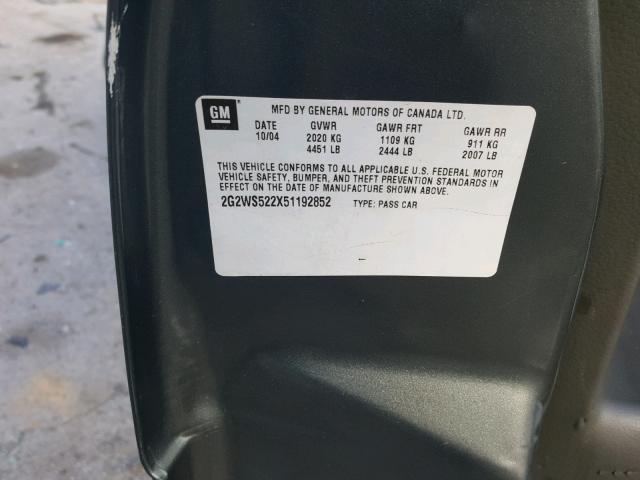 GM
MFD BY GENERAL MOTORS OF CANADA LTD.
DATE GVWR GAWR FRT GAWR RR
10/04 2020 KG 1109 KG 911 KG
4451 LB 2444 LB 2007 LB
THIS VEHICLE CONFORMS TO ALL APPLICABLE U.S. FEDERAL MOTOR
VEHICLE SAFETY, BUMPER, AND THEFT PREVENTION STANDARDS IN
EFFECT ON THE DATE OF MANUFACTURE SHOWN ABOVE.
2G2WS522X51192852 TYPE: PASS CAR